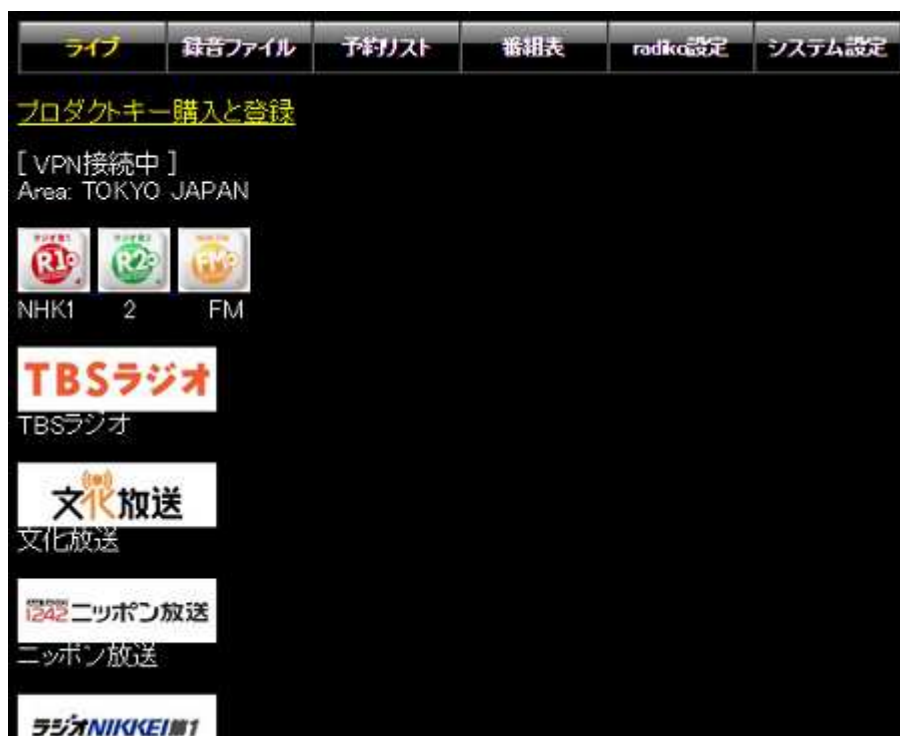 ライブ 録音ファイル 予約リスト 番組表 radiko設定 システム設定
プロダクトキー購入と登録
[ VPN接続中 ]
Area: TOKYO JAPAN
R1 R2 FM
NHK1 2 FM
TBSラジオ
TBSラジオ
文化放送
文化放送
1242 ニッポン放送
ニッポン放送
ラジオNIKKEI第1